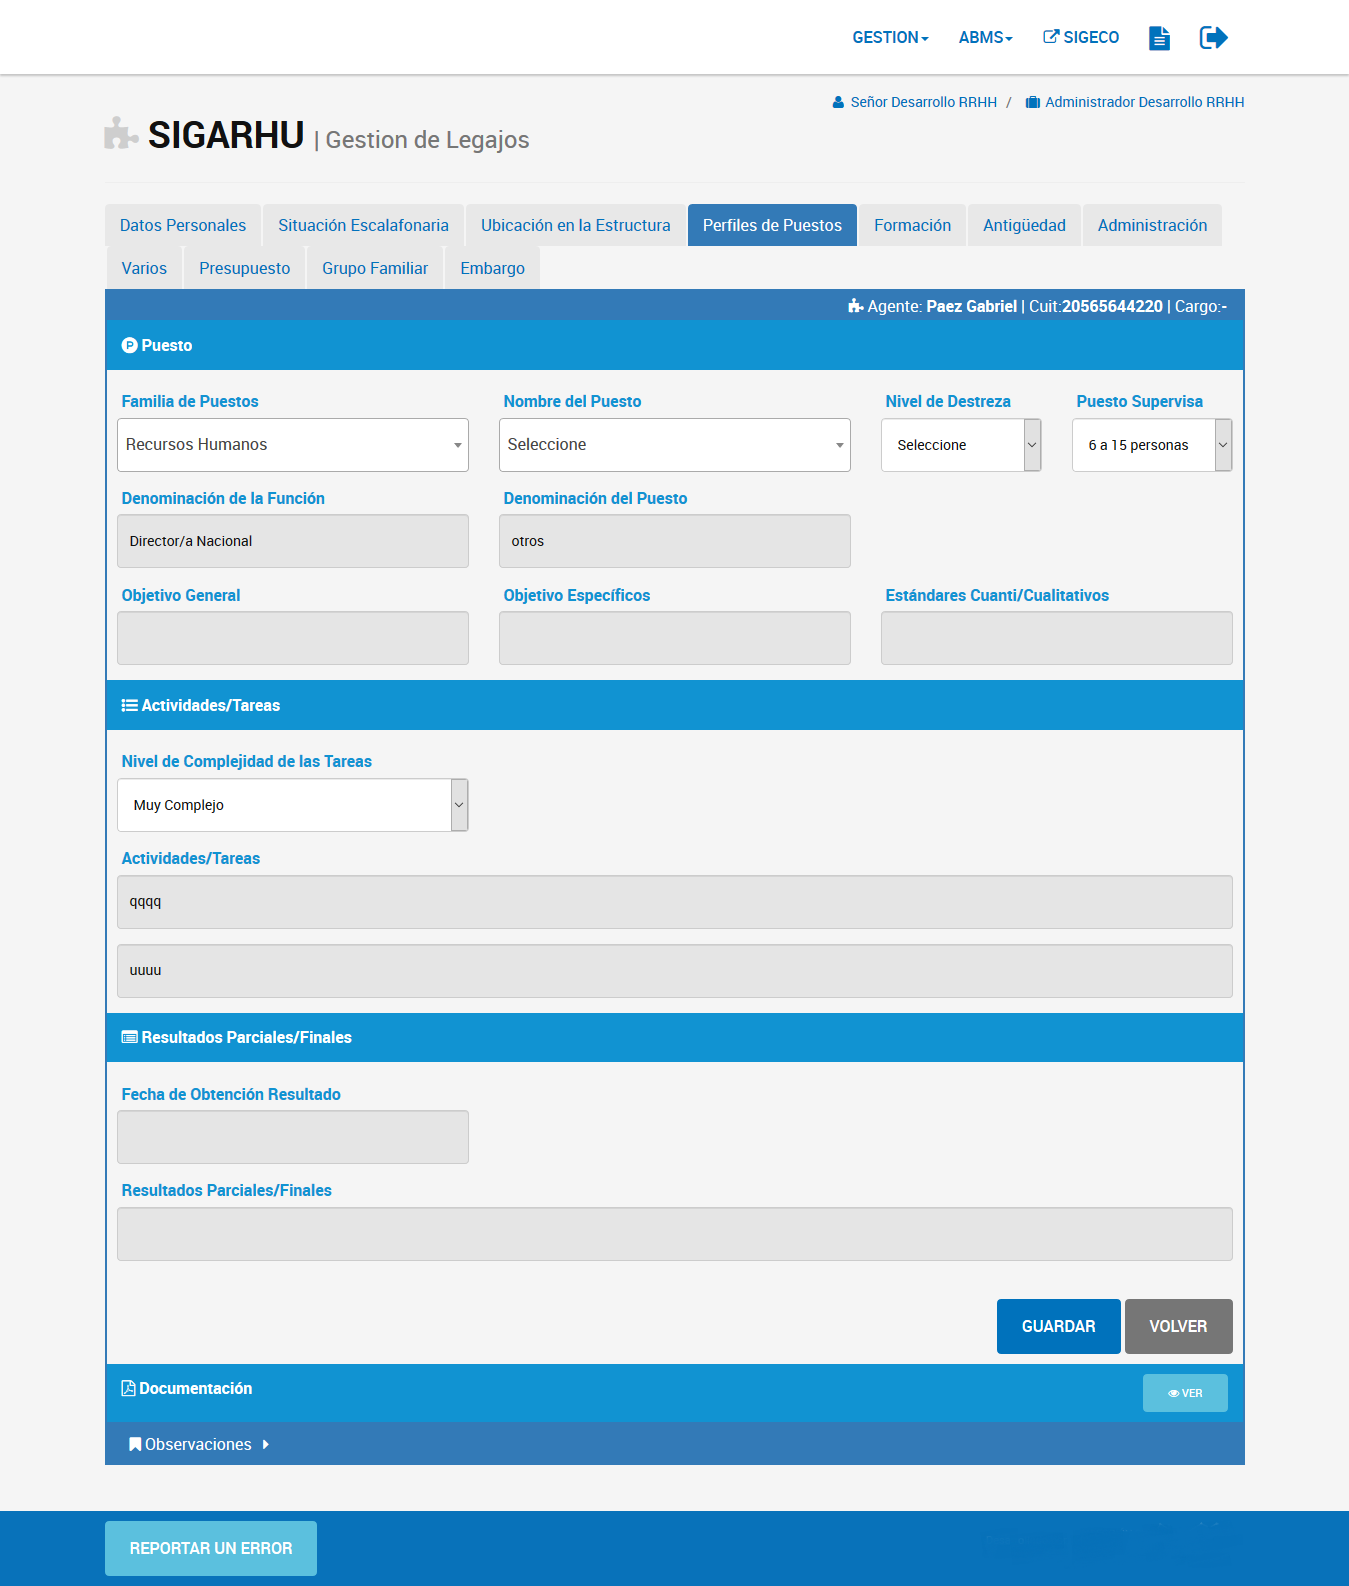 GESTION ABMS SIGECO
Señor Desarrollo RRHH / Administrador Desarrollo RRHH
SIGARHU | Gestion de Legajos
Datos Personales Situación Escalafonaria Ubicación en la Estructura Perfiles de Puestos Formación Antigüedad Administración
Varios Presupuesto Grupo Familiar Embargo
Agente: Paez Gabriel | Cuit:20565644220 | Cargo:-
Puesto
Familia de Puestos Nombre del Puesto Nivel de Destreza Puesto Supervisa
Recursos Humanos Seleccione Seleccione 6 a 15 personas
Denominación de la Función Denominación del Puesto
Director/a Nacional otros
Objetivo General Objetivo Específicos Estándares Cuanti/Cualitativos
Actividades/Tareas
Nivel de Complejidad de las Tareas
Muy Complejo
Actividades/Tareas
qqqq
uuuu
Resultados Parciales/Finales
Fecha de Obtención Resultado
Resultados Parciales/Finales
GUARDAR VOLVER
Documentación VER
Observaciones
REPORTAR UN ERROR